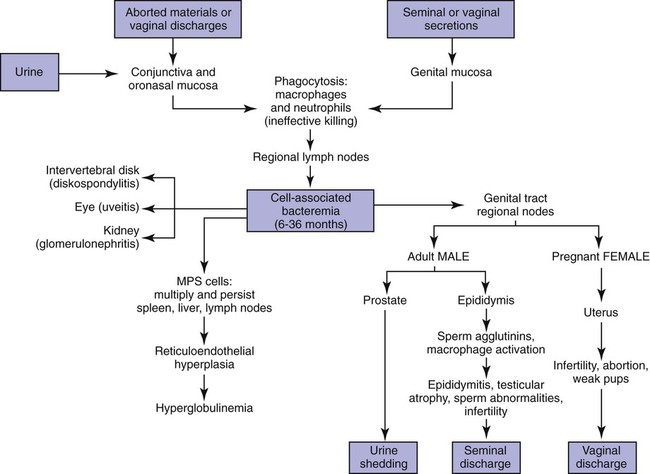 Aborted materials or
vaginal discharges
Seminal or vaginal
secretions
Urine
Conjunctiva and
oronasal mucosa
Genital mucosa
Phagocytosis:
macrophages
and neutrophils
(ineffective killing)
Regional lymph nodes
Intervertebral disk
(diskospondylitis)
Eye (uveitis)
Kidney
(glomerulonephritis)
Cell-associated
bacteremia
(6-36 months)
Genital tract
regional nodes
Adult MALE
Pregnant FEMALE
MPS cells:
multiply and persist
spleen, liver, lymph nodes
Prostate
Epididymis
Uterus
Reticuloendothelial
hyperplasia
Sperm agglutinins,
macrophage activation
Infertility, abortion,
weak pups
Hyperglobulinemia
Epididymitis, testicular
atrophy, sperm abnormalities,
infertility
Urine
shedding
Seminal
discharge
Vaginal
discharge